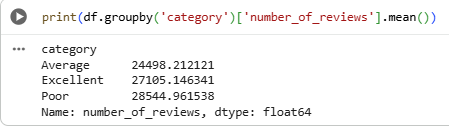 print(df.groupby('category')['number_of_reviews'].mean())
category
Average      24498.212121
Excellent    27105.146341
Poor         28544.961538
Name: number_of_reviews, dtype: float64